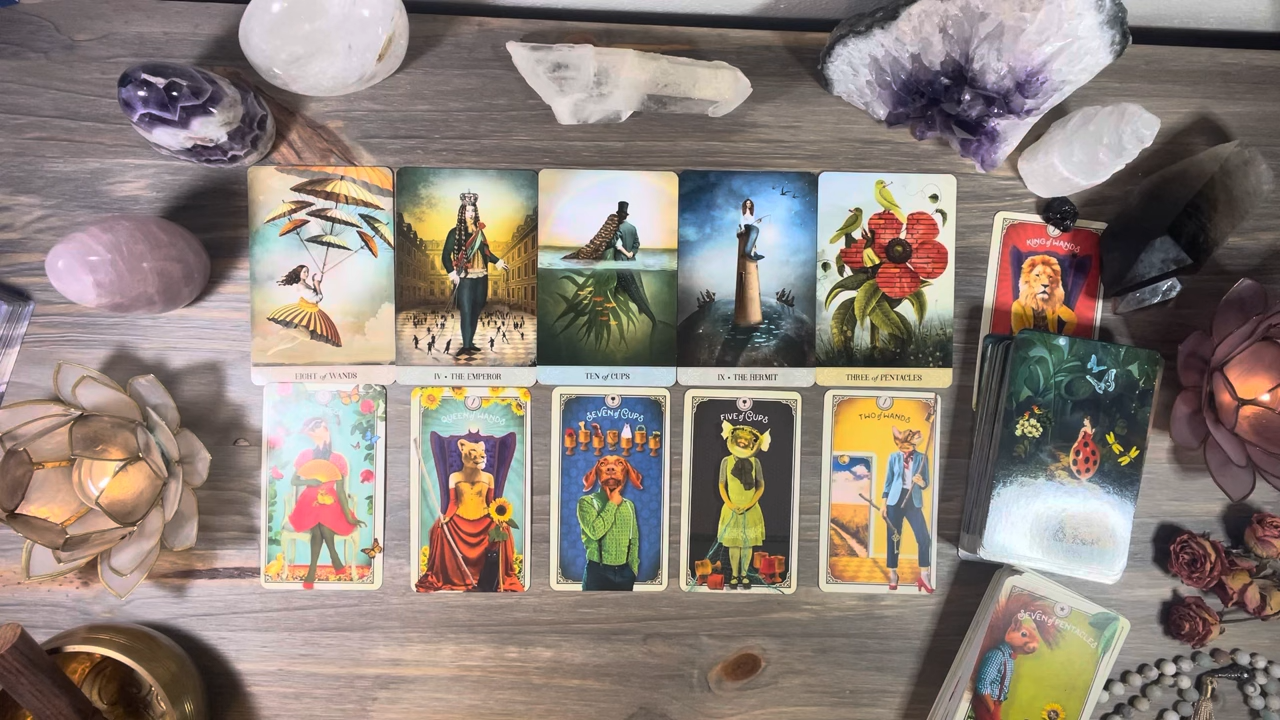 EIGHT of WANDS
IV • THE EMPEROR
TEN of CUPS
IX • THE HERMIT
THREE of PENTACLES
KING of WANDS
QUEEN of WANDS
SEVEN of CUPS
FIVE of CUPS
TWO of WANDS
SEVEN of PENTACLES